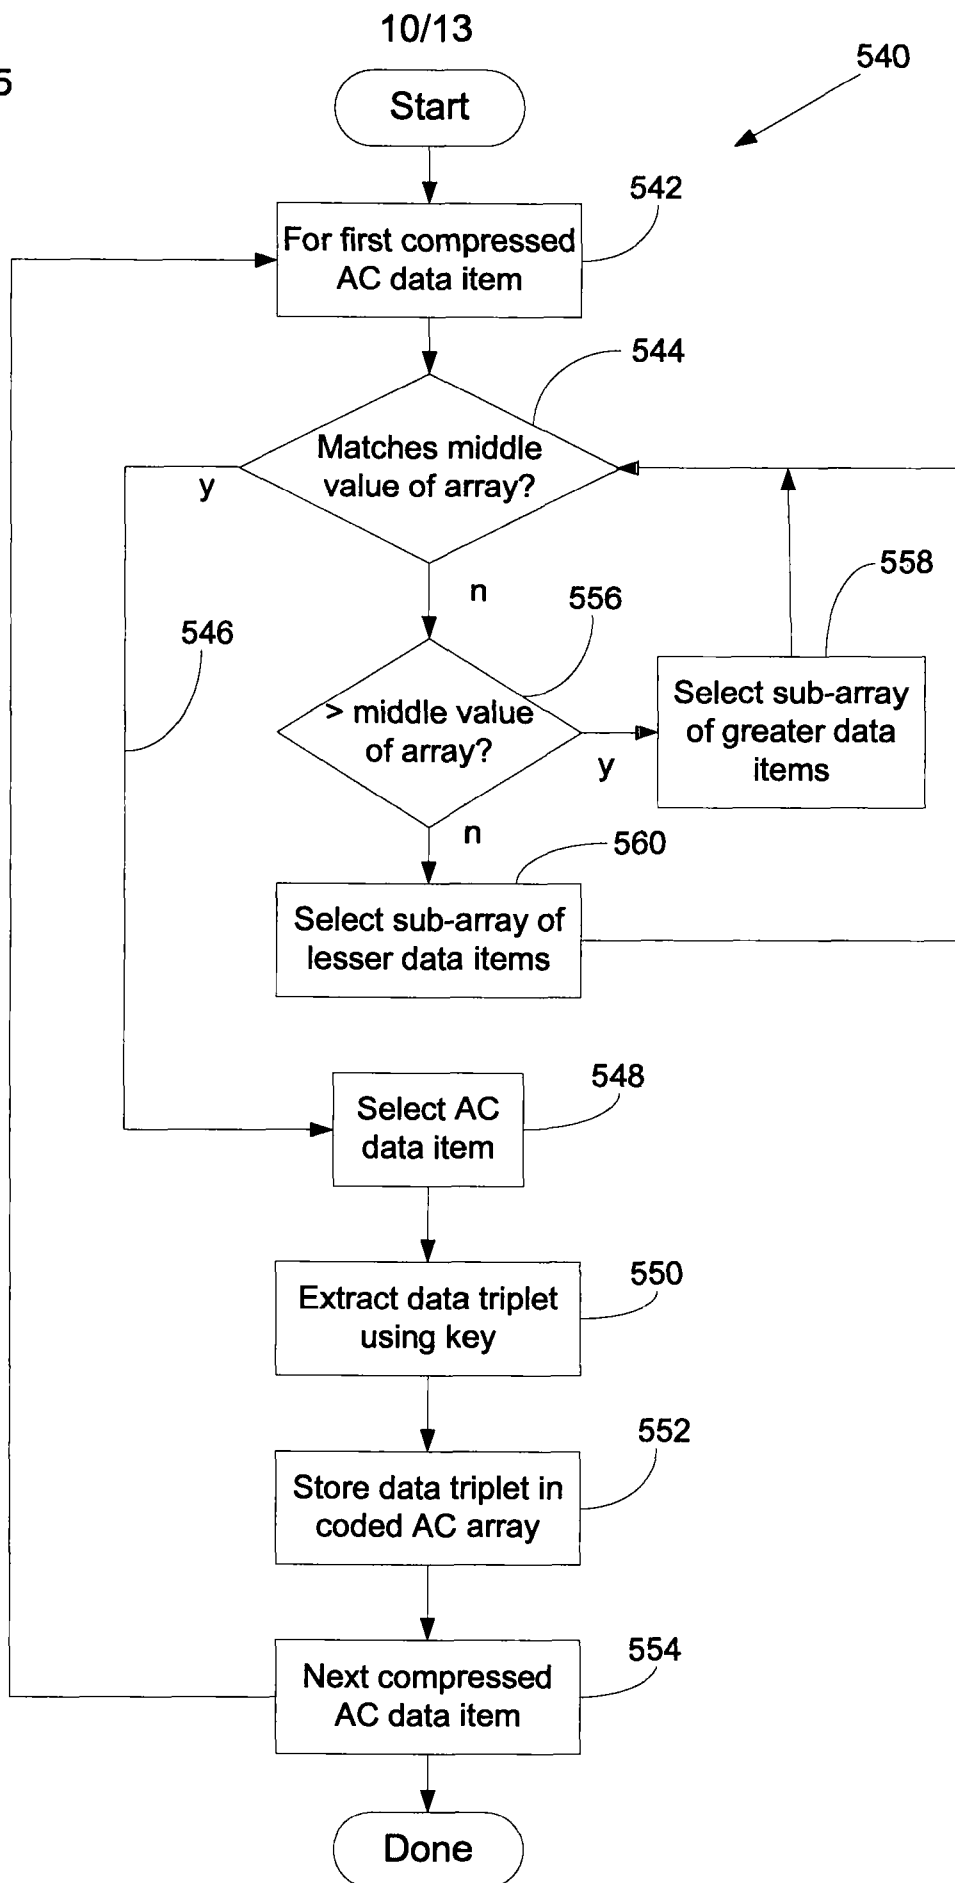 10/13
5
540
Start
542
For first compressed
AC data item
544
Matches middle
value of array?
y
n
558
556
546
> middle value
of array?
y
Select sub-array
of greater data
items
n
560
Select sub-array of
lesser data items
548
Select AC
data item
550
Extract data triplet
using key
552
Store data triplet in
coded AC array
554
Next compressed
AC data item
Done